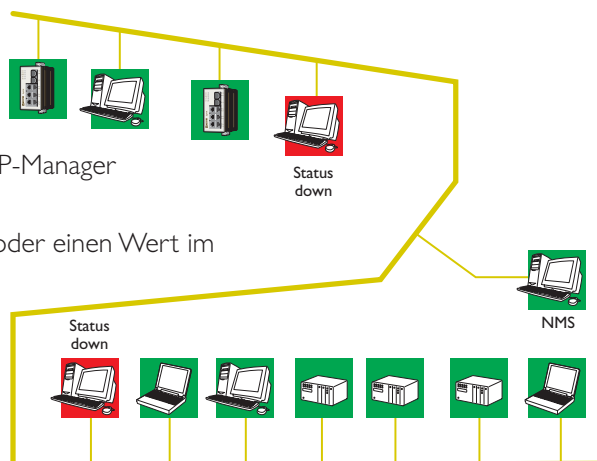 P-Manager
Status
down
oder einen Wert im
NMS
Status
down